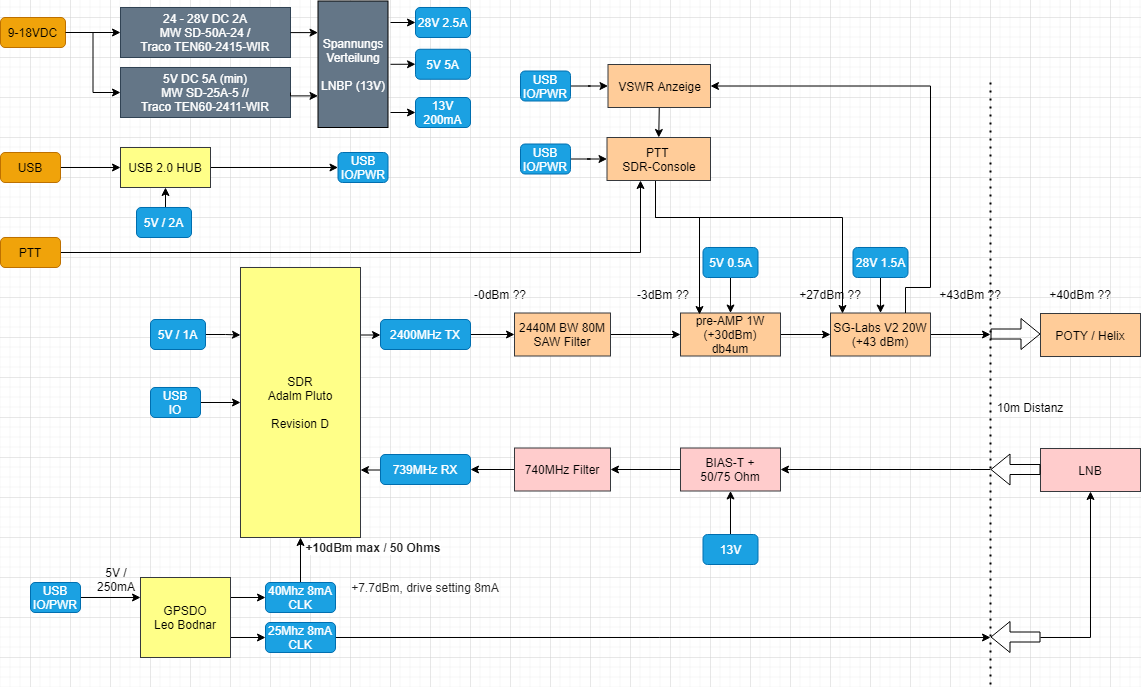 9-18VDC
24 - 28V DC 2A
MW SD-50A-24 /
Traco TEN60-2415-WIR
5V DC 5A (min)
MW SD-25A-5 //
Traco TEN60-2411-WIR
Spannungs
Verteilung
LNBP (13V)
28V 2.5A
5V 5A
13V
200mA
USB
USB 2.0 HUB
USB
IO/PWR
5V / 2A
PTT
USB
IO/PWR
VSWR Anzeige
USB
IO/PWR
PTT
SDR-Console
5V 0.5A
28V 1.5A
-0dBm ??
-3dBm ??
+27dBm ??
+43dBm ??
+40dBm ??
5V / 1A
USB
IO
SDR
Adalm Pluto
Revision D
2400MHz TX
2440M BW 80M
SAW Filter
pre-AMP 1W
(+30dBm)
db4um
SG-Labs V2 20W
(+43 dBm)
POTY / Helix
10m Distanz
739MHz RX
740MHz Filter
BIAS-T +
50/75 Ohm
LNB
13V
+10dBm max / 50 Ohms
5V /
250mA
USB
IO/PWR
GPSDO
Leo Bodnar
40Mhz 8mA
CLK
+7.7dBm, drive setting 8mA
25Mhz 8mA
CLK